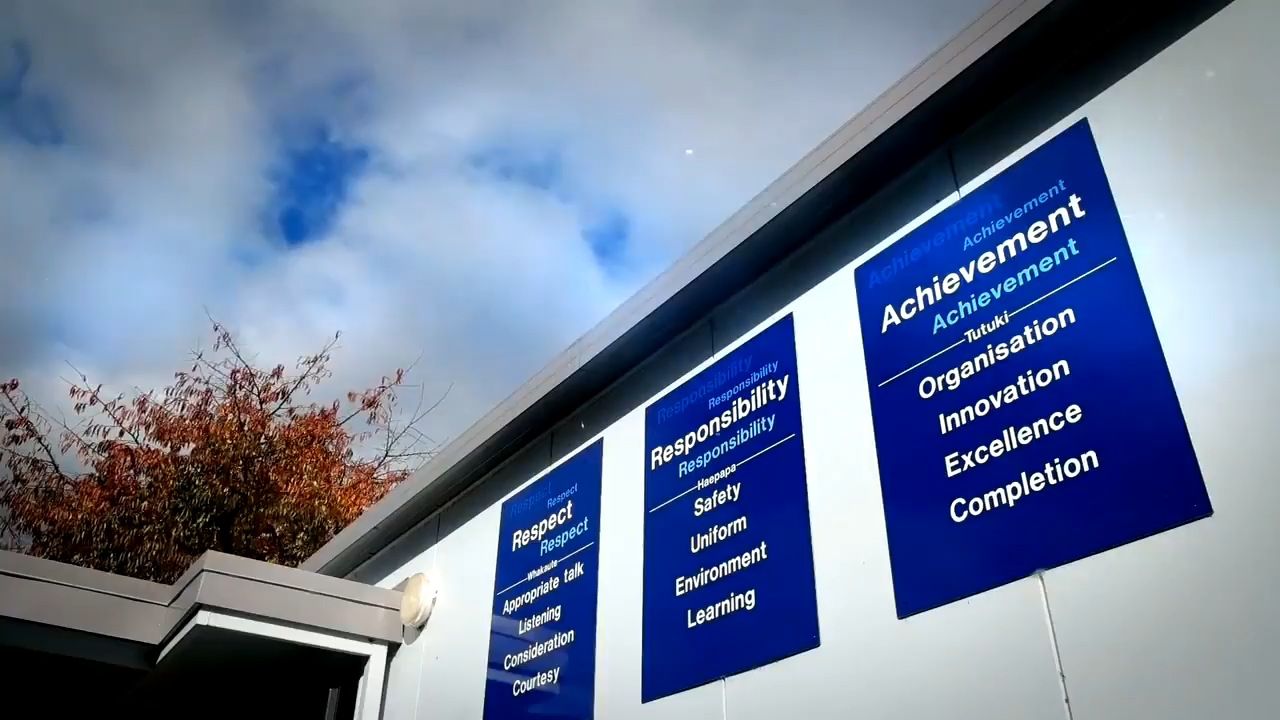 Respect
Respect
Respect
Respect
Whakaute
Appropriate talk
Listening
Consideration
Courtesy
Responsibility
Responsibility
Responsibility
Responsibility
Haepapa
Safety
Uniform
Environment
Learning
Achievement
Achievement
Achievement
Achievement
Tutuki
Organisation
Innovation
Excellence
Completion